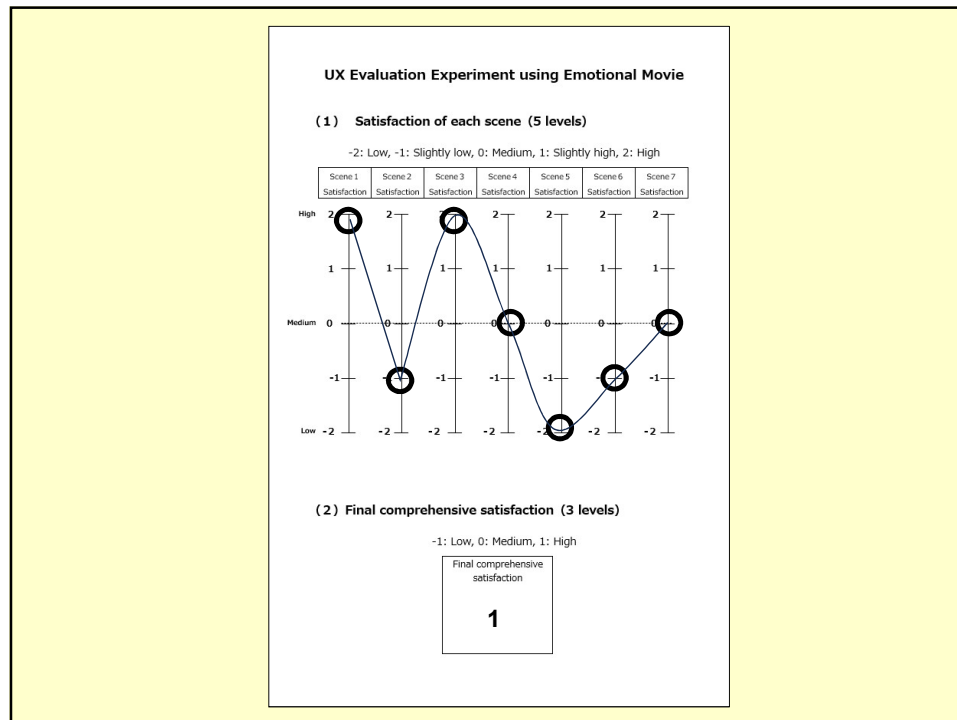 UX Evaluation Experiment using Emotional Movie
(1) Satisfaction of each scene (5 levels)
-2: Low, -1: Slightly low, 0: Medium, 1: Slightly high, 2: High
Scene 1 Scene 2 Scene 3 Scene 4 Scene 5 Scene 6 Scene 7
Satisfaction Satisfaction Satisfaction Satisfaction Satisfaction Satisfaction Satisfaction
High 2 2 2 2 2 2
1 1 1 1 1 1 1
Medium 0 0 0 0 0 0 0
-1 -1 -1 -1 -1
Low -2 -2 -2 -2 -2 -2 -2
(2) Final comprehensive satisfaction (3 levels)
-1: Low, 0: Medium, 1: High
Final comprehensive
satisfaction
1